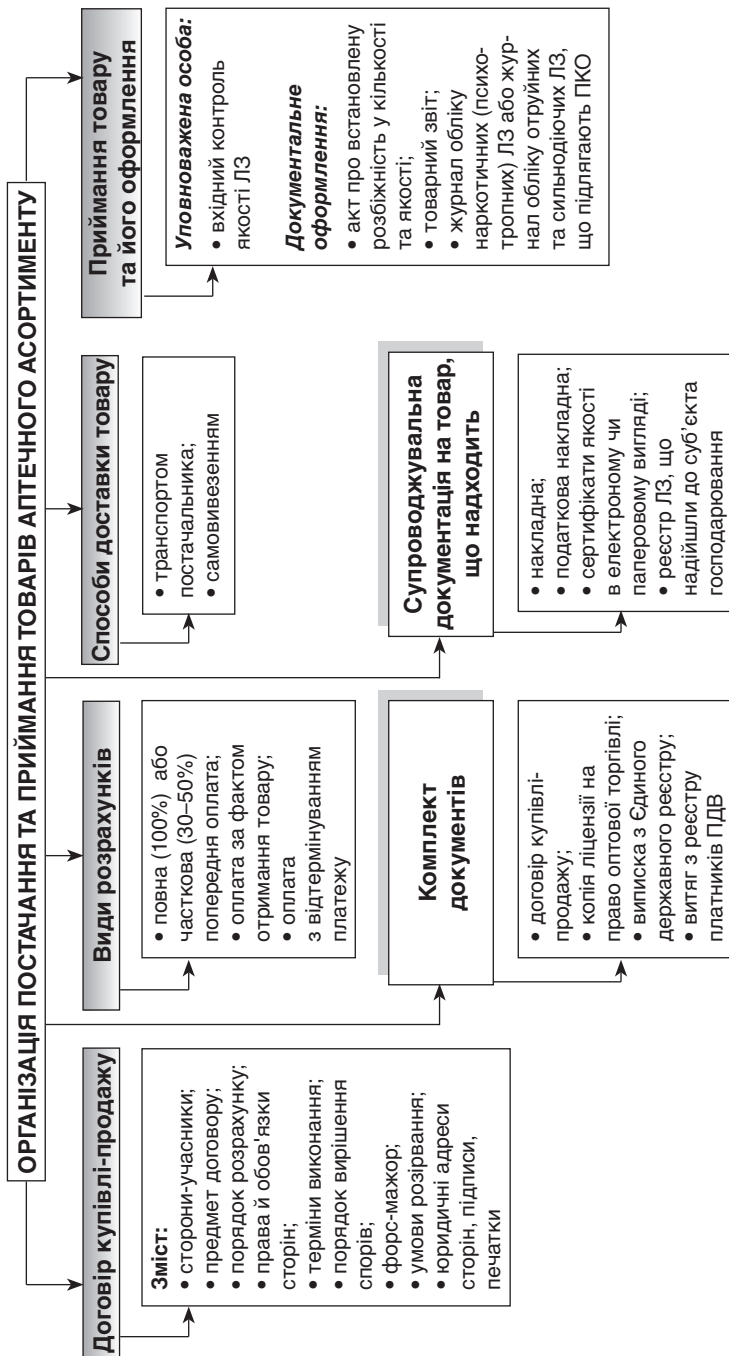 ОРГАНІЗАЦІЯ ПОСТАЧАННЯ ТА ПРИЙМАННЯ ТОВАРІВ АПТЕЧНОГО АСОРТИМЕНТУ
Договір купівлі-продажу
Зміст:
• сторони-учасники;
• предмет договору;
• порядок розрахунку;
• права й обов'язки
сторін;
• терміни виконання;
• порядок вирішення
спорів;
• форс-мажор;
• умови розірвання;
• юридичні адреси
сторін, підписи,
печатки
Види розрахунків
• повна (100%) або
часткова (30–50%)
попередня оплата;
• оплата за фактом
отримання товару;
• оплата
з відтермінуванням
платежу
Способи доставки товару
• транспортом
постачальника;
• самовивезенням
Приймання товару
та його оформлення
Уповноважена особа:
• вхідний контроль
якості ЛЗ
Документальне
оформлення:
• акт про встановлену
розбіжність у кількості
та якості;
• товарний звіт;
• журнал обліку
наркотичних (психо-
тропних) ЛЗ або жур-
нал обліку отруйних
та сильнодіючих ЛЗ,
що підлягають ПКО
Комплект
документів
• договір купівлі-
продажу;
• копія ліцензії на
право оптової торгівлі;
• виписка з Єдиного
державного реєстру;
• витяг з реєстру
платників ПДВ
Супроводжувальна
документація на товар,
що надходить
• накладна;
• податкова накладна;
• сертифікати якості
в електроному чи
паперовому вигляді;
• реєстр ЛЗ, що
надійшли до суб’єкта
господарювання